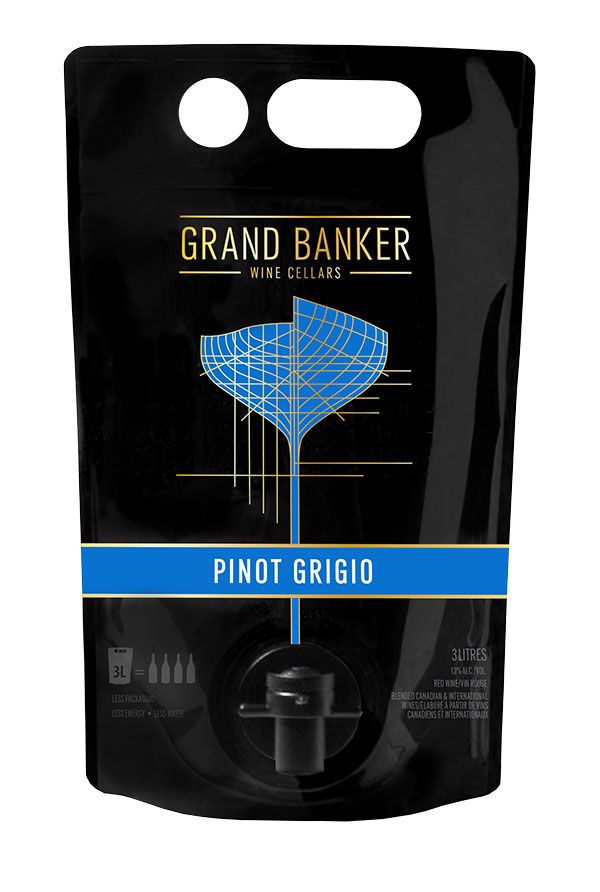 GRAND BANKER
WINE CELLARS
PINOT GRIGIO
3L =
LESS PACKAGING
LESS ENERGY • LESS WASTE
3 LITRES
13% ALC./VOL.
RED WINE/VIN ROUGE
BLENDED CANADIAN & INTERNATIONAL
WINES/ÉLABORÉ À PARTIR DE VINS
CANADIENS ET INTERNATIONAUX